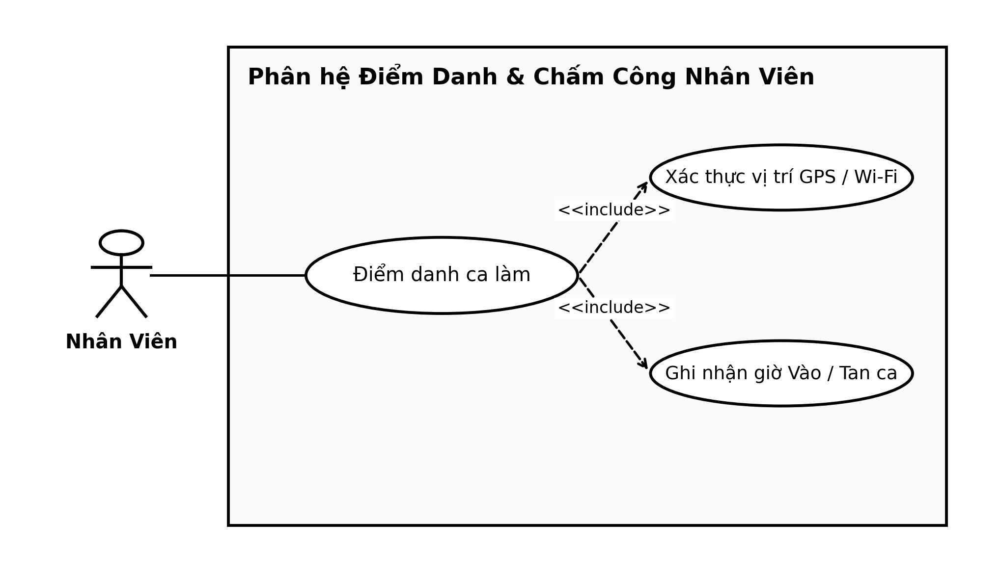 Phân hệ Điểm Danh & Chấm Công Nhân Viên
Xác thực vị trí GPS / Wi-Fi
<<include>>
Điểm danh ca làm
<<include>>
Nhân Viên
Ghi nhận giờ Vào / Tan ca